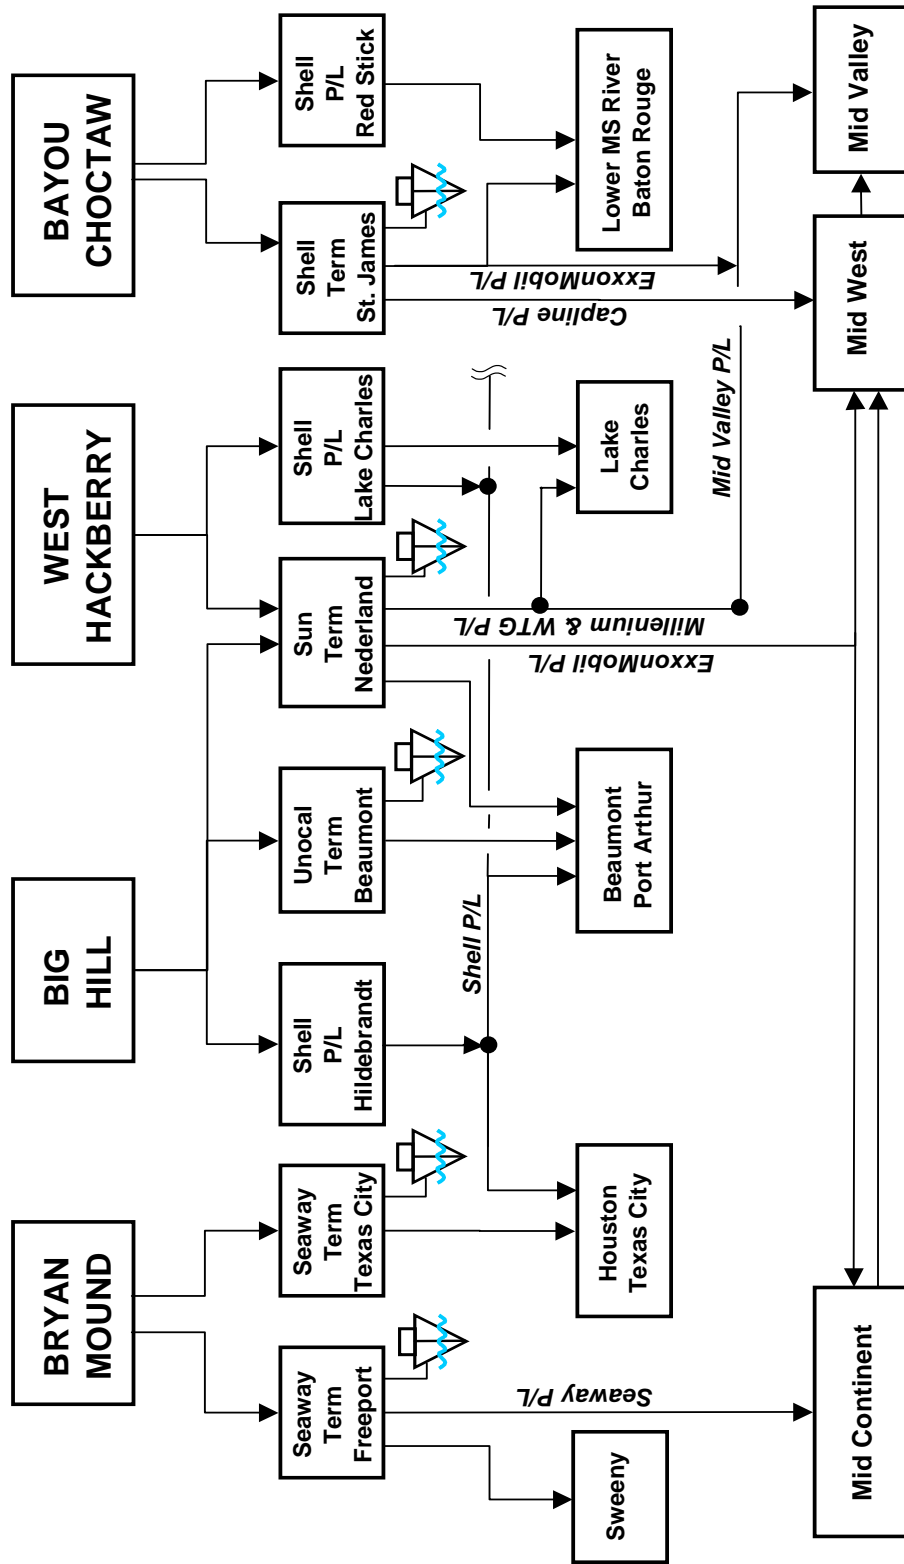 BRYAN
MOUND
BIG
HILL
WEST
HACKBERRY
BAYOU
CHOCTAW
Seaway
Term
Freeport
Seaway
Term
Texas City
Shell
P/L
Hildebrandt
Unocal
Term
Beaumont
Sun
Term
Nederland
Shell
P/L
Lake Charles
Shell
Term
St. James
Shell
P/L
Red Stick
Shell P/L
Seaway P/L
ExxonMobil P/L
Millenium & WTG P/L
Capline P/L
ExxonMobil P/L
Sweeny
Houston
Texas City
Beaumont
Port Arthur
Lake
Charles
Lower MS River
Baton Rouge
Mid Valley P/L
Mid Continent
Mid West
Mid Valley